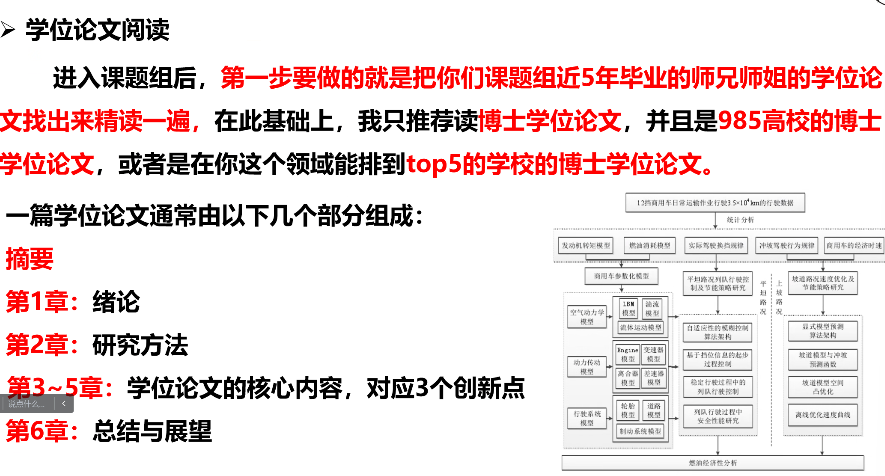 ➢ 学位论文阅读
进入课题组后，第一步要做的就是把你们课题组近5年毕业的师兄师姐的学位论
文找出来精读一遍，在此基础上，我只推荐读博士学位论文，并且是985高校的博士
学位论文，或者是在你这个领域能排到top5的学校的博士学位论文。
一篇学位论文通常由以下几个部分组成：
摘要
第1章：绪论
第2章：研究方法
第3~5章：学位论文的核心内容，对应3个创新点
说点什么...
第6章：总结与展望
12挡商用车日常运输作业行驶3.5×10⁴km的行驶数据
统计分析
发动机转矩模型
燃油消耗模型
实际驾驶换挡规律
冲坡驾驶行为规律
商用车的经济时速
商用车参数化模型
平坦路况列队行驶控
制及节能策略研究
平坦路况
上坡路况
坡道路况速度优化及
节能策略研究
空气动力学
模型
LBM
模型
湍流
模型
流体运动模型
动力传动
模型
Engine
模型
变速器
模型
离合器
模型
差速器
模型
行驶系统
模型
轮胎
模型
道路
模型
制动系统模型
自适应性的模糊控制
算法架构
基于挡位信息的起步
过程控制
稳定行驶过程中的
列队行驶控制
列队行驶过程中
安全性能研究
显式模型预测
算法架构
坡道模型与冲坡
预测函数
坡道模型空间
凸优化
离线优化速度曲线
燃油经济性分析